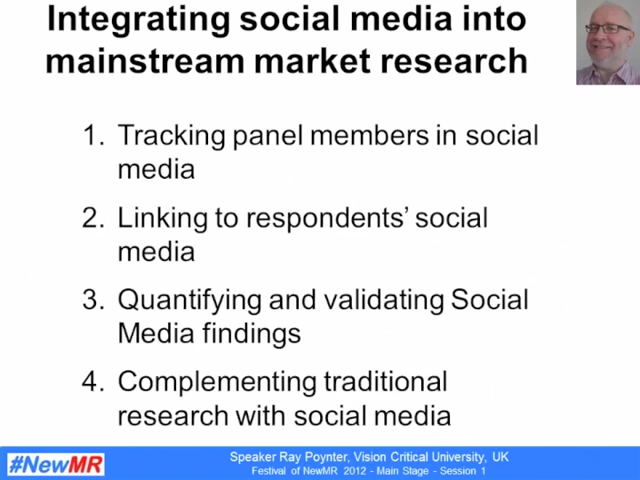 Integrating social media into
mainstream market research
1. Tracking panel members in social
media
2. Linking to respondents’ social
media
3. Quantifying and validating Social
Media findings
4. Complementing traditional
research with social media
#NewMR
Speaker Ray Poynter, Vision Critical University, UK
Festival of NewMR 2012 - Main Stage - Session 1